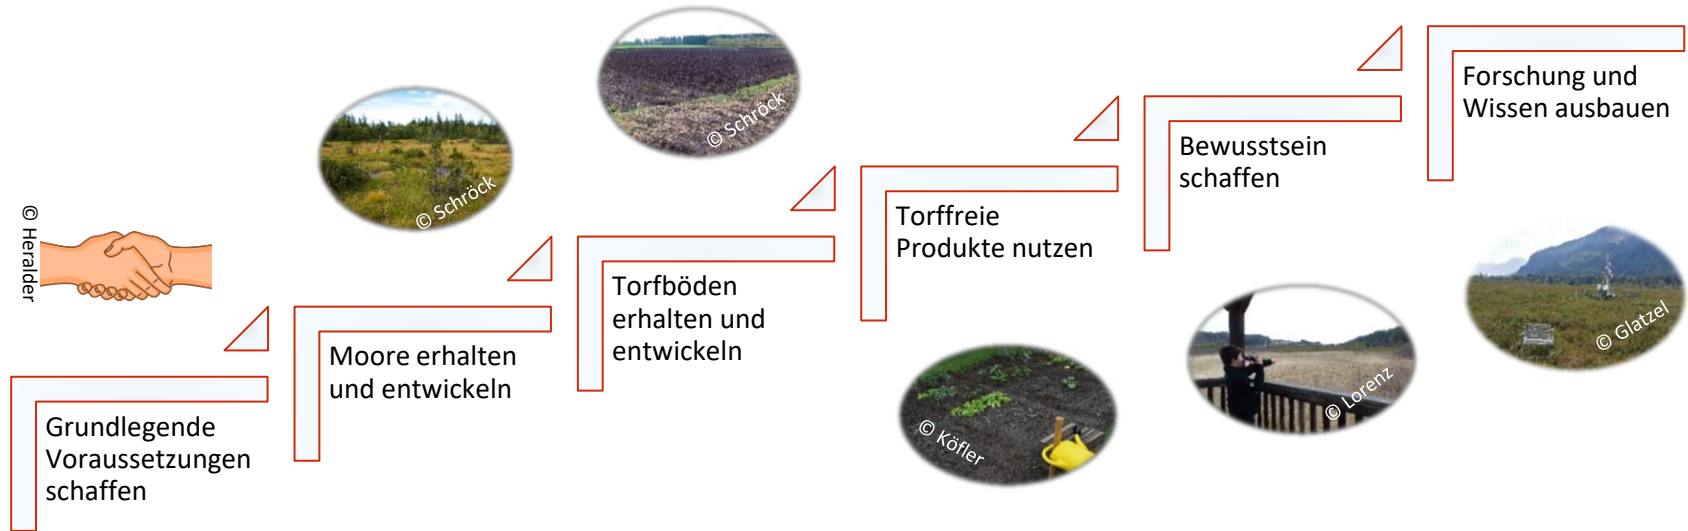 © Heralder
Grundlegende
Voraussetzungen
schaffen
© Schröck
Moore erhalten
und entwickeln
© Schröck
Torfböden
erhalten und
entwickeln
Torffreie
Produkte nutzen
© Köfler
Bewusstsein
schaffen
© Lorenz
Forschung und
Wissen ausbauen
© Glatzel